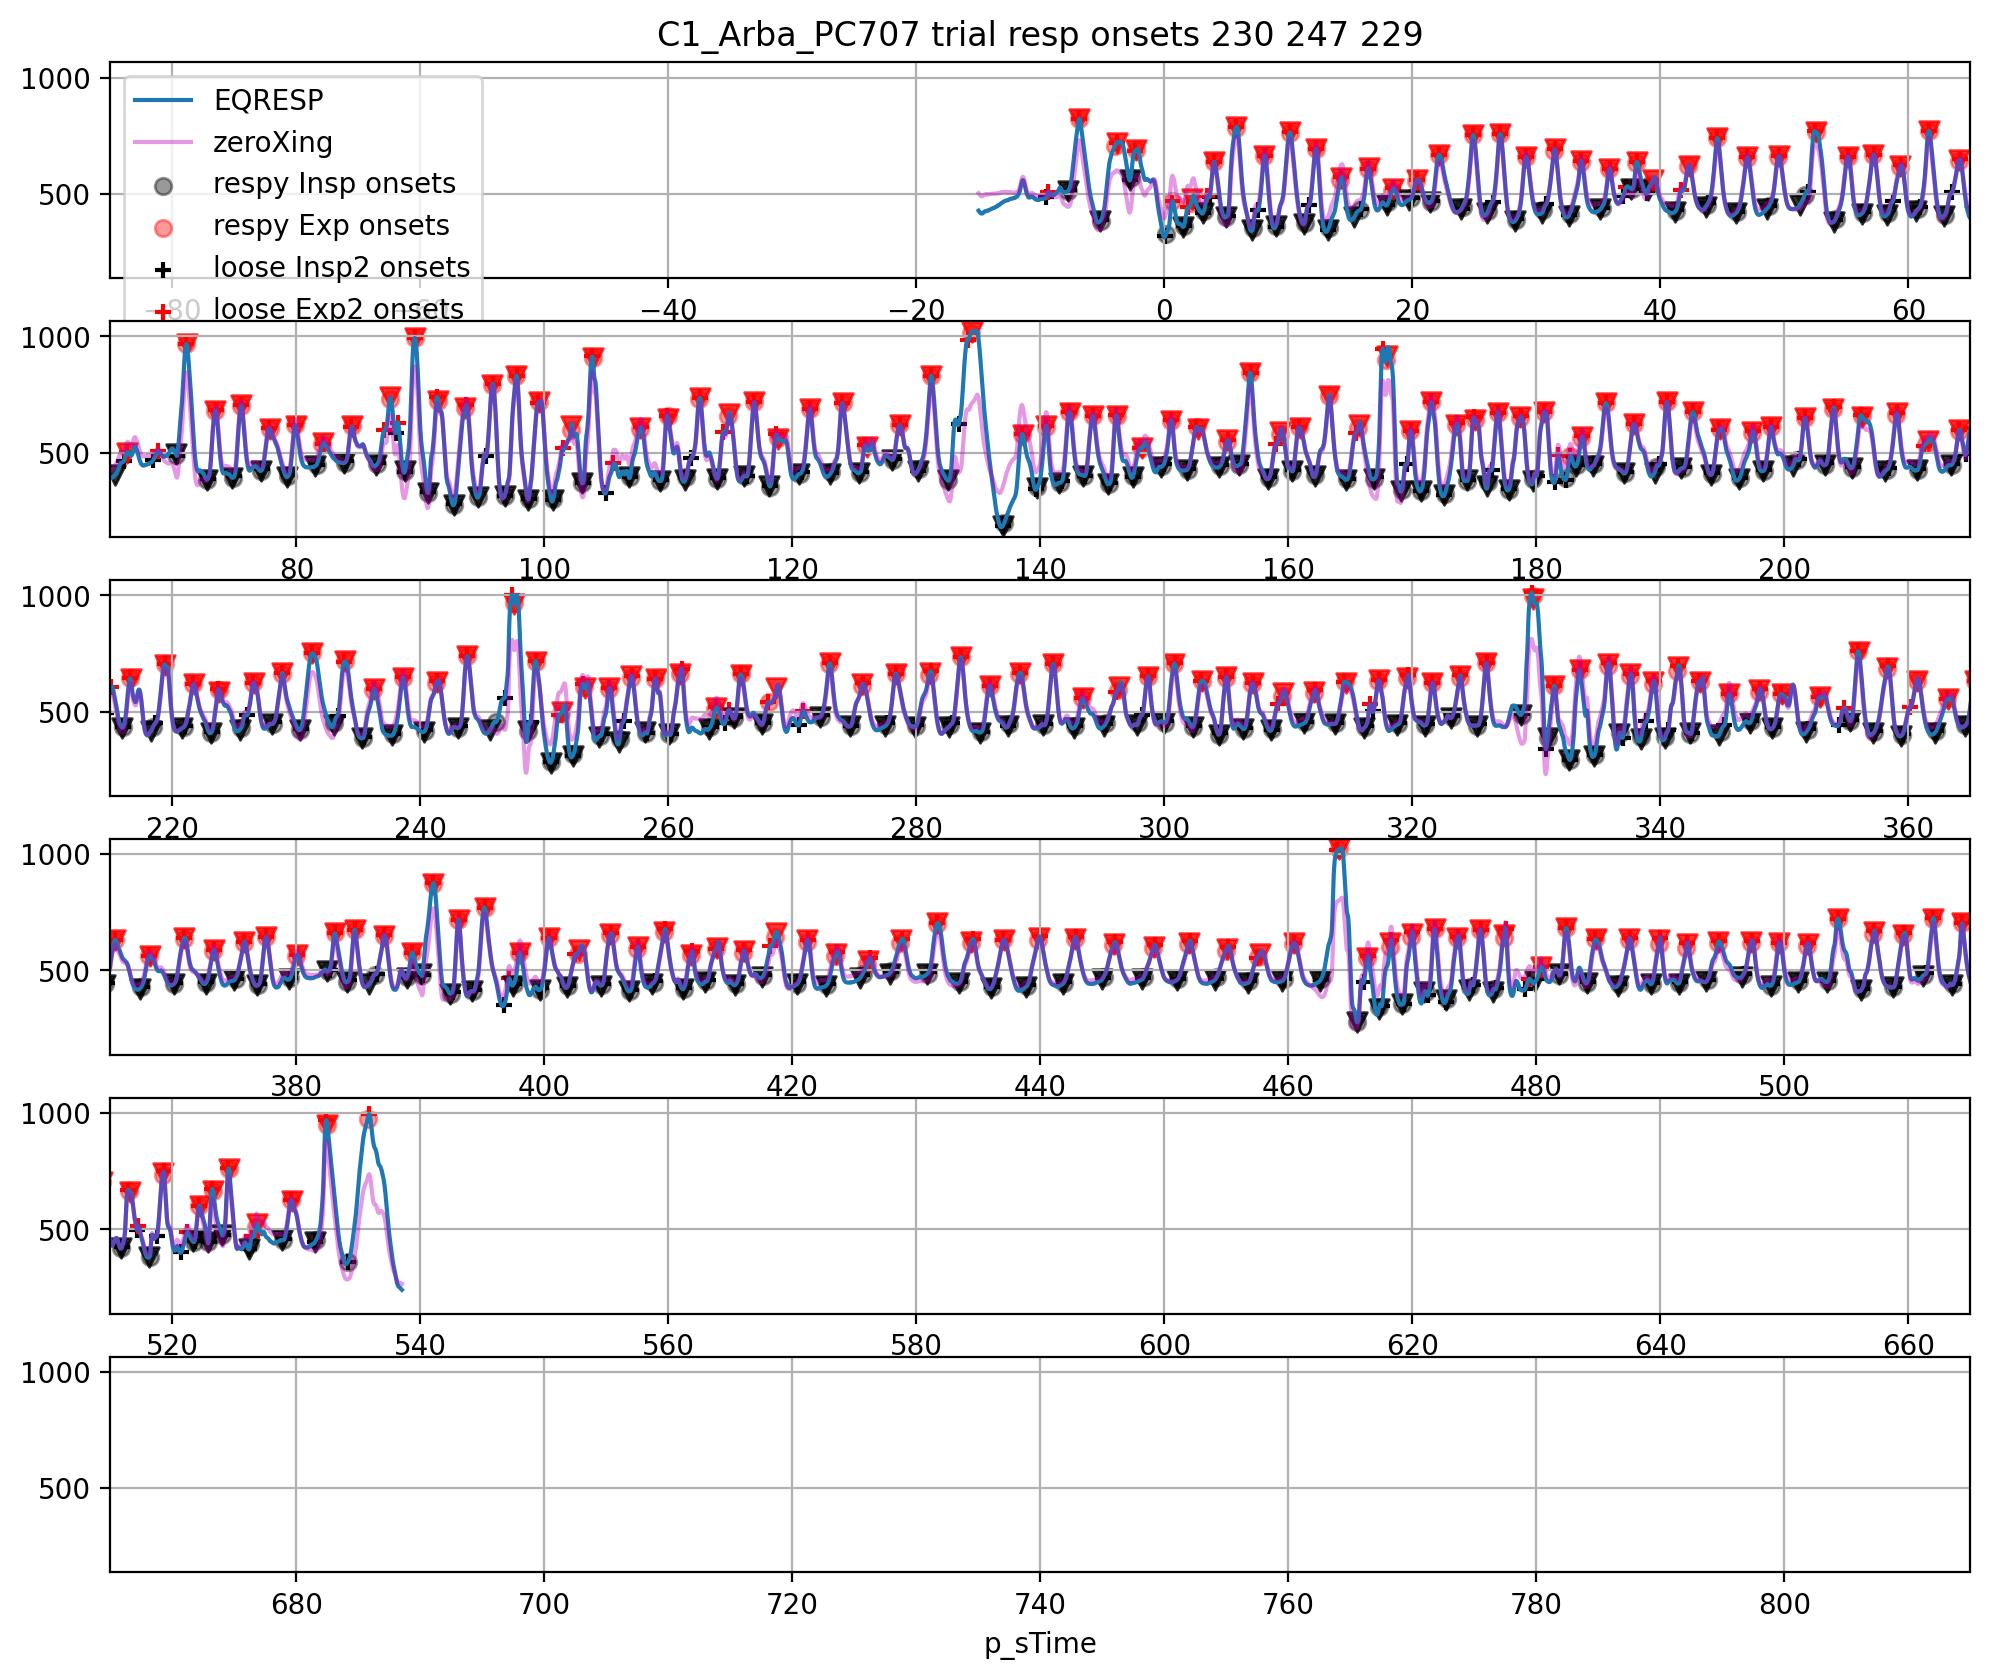 C1_Arba_PC707 trial resp onsets 230 247 229
1000
500
EQRESP
zeroXing
respy Insp onsets
respy Exp onsets
loose Insp2 onsets
loose Exp2 onsets
−80 −60 −40 −20 0 20 40 60
1000
500
80 100 120 140 160 180 200
1000
500
220 240 260 280 300 320 340 360
1000
500
380 400 420 440 460 480 500
1000
500
520 540 560 580 600 620 640 660
1000
500
680 700 720 740 760 780 800
p_sTime